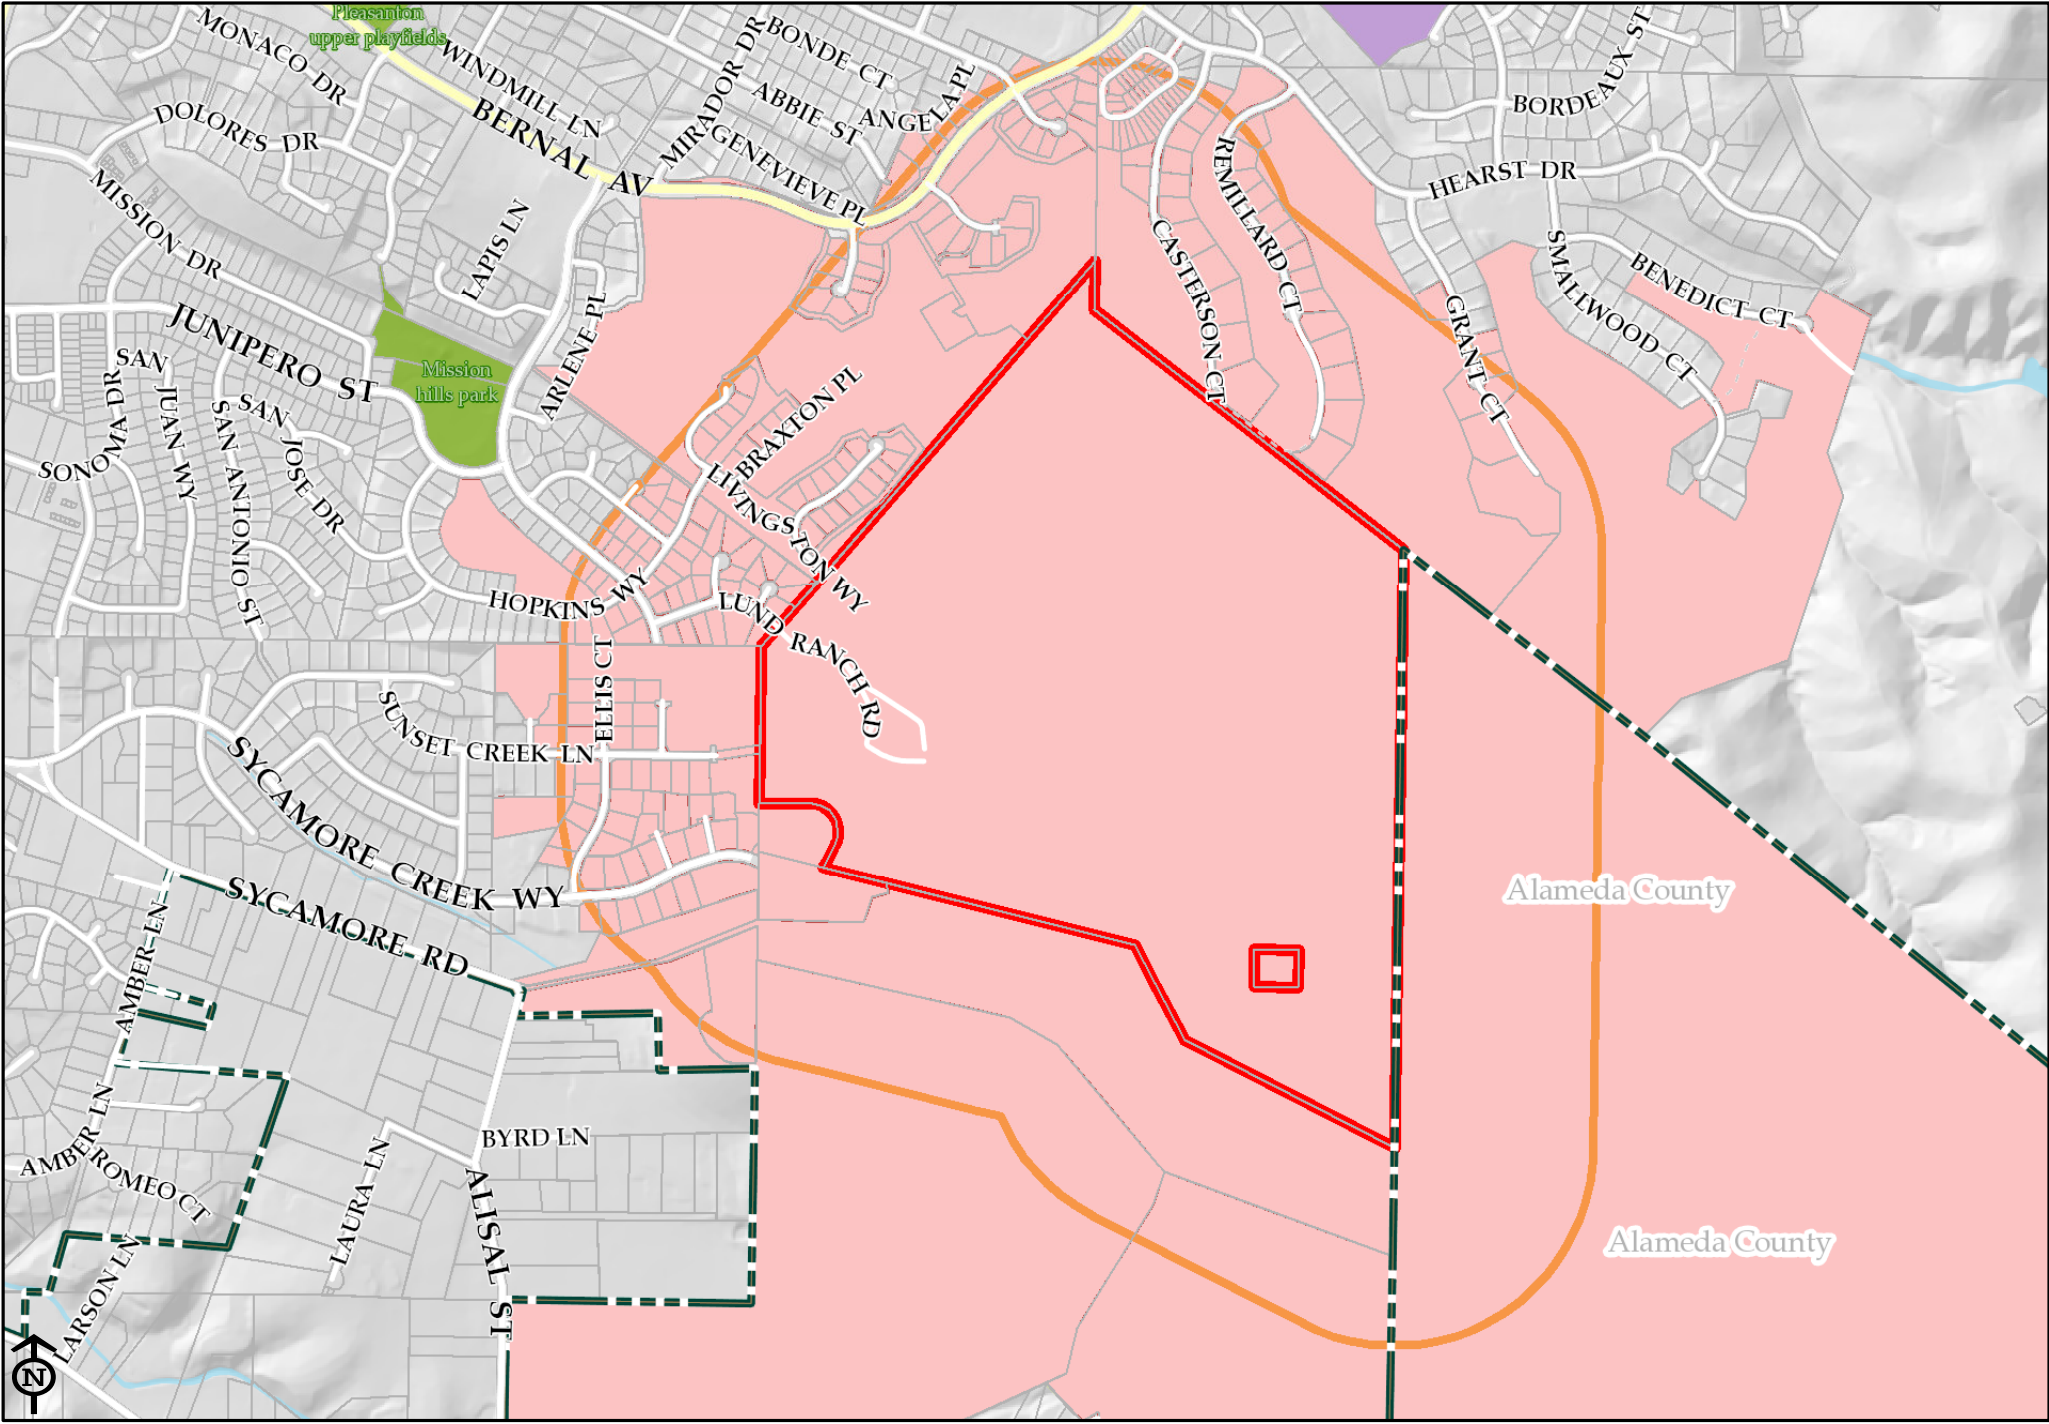 Pleasanton
upper playfields
MONACO DR
WINDMILL LN
MIRADOR DR
BONDE CT
ABBIE ST
ANGELA PL
GENEVIEVE PL
BERNAL AV
DOLORES DR
MISSION DR
LAPIS LN
ARLENE PL
JUNIPERO ST
Mission
hills park
SAN JUAN WY
SONOMA DR
SAN ANTONIO ST
SAN JOSE DR
BRAXTON PL
LIVINGSTON WY
HOPKINS WY
LUND RANCH RD
ELLIS CT
SUNSET CREEK LN
SYCAMORE CREEK WY
SYCAMORE RD
AMBER LN
AMBER LN
AMBER
ROMEO CT
LARSON LN
LAURA LN
BYRD LN
ALISAL ST
BORDEAUX ST
HEARST DR
REMILLARD CT
CASTERSON CT
GRANT CT
SMALLWOOD CT
BENEDICT CT
Alameda County
Alameda County
N